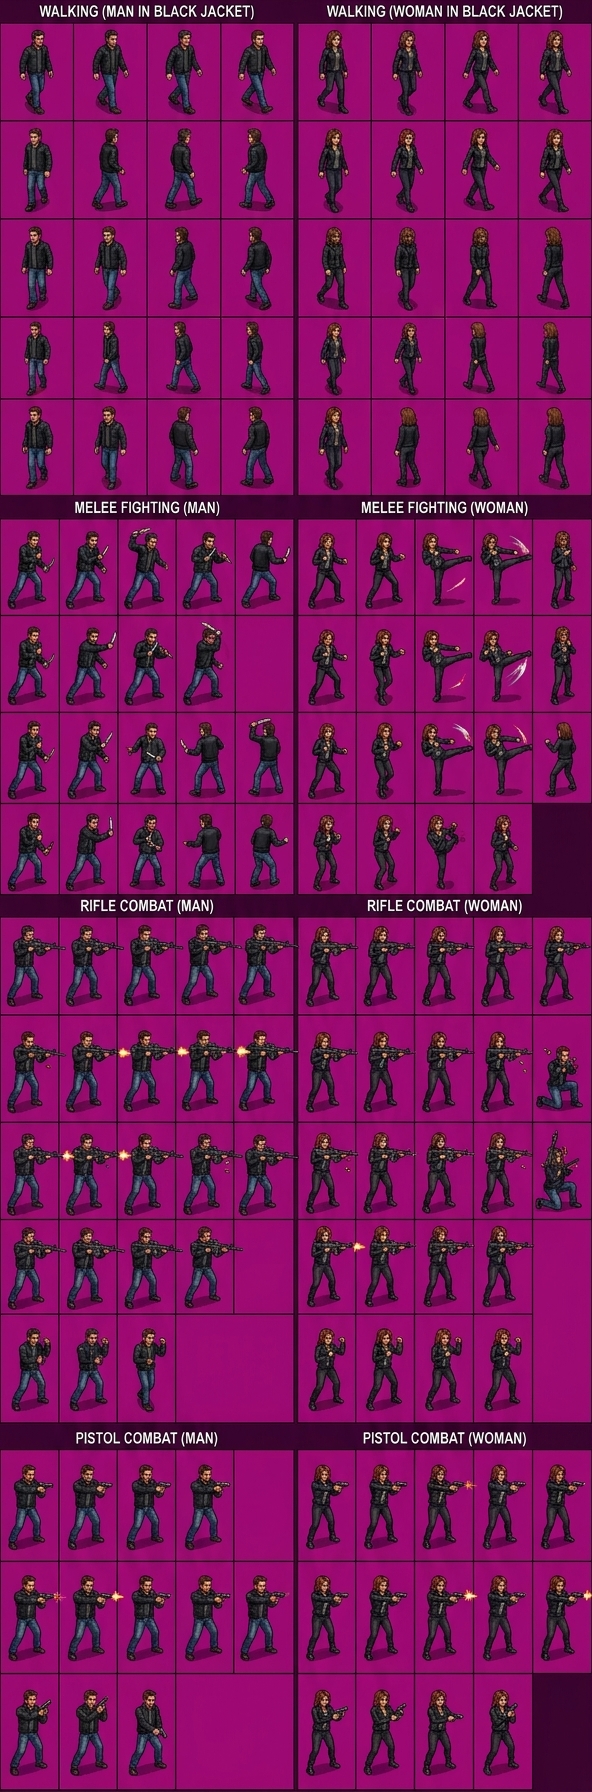 WALKING (MAN IN BLACK JACKET)
WALKING (WOMAN IN BLACK JACKET)
MELEE FIGHTING (MAN)
MELEE FIGHTING (WOMAN)
RIFLE COMBAT (MAN)
RIFLE COMBAT (WOMAN)
PISTOL COMBAT (MAN)
PISTOL COMBAT (WOMAN)